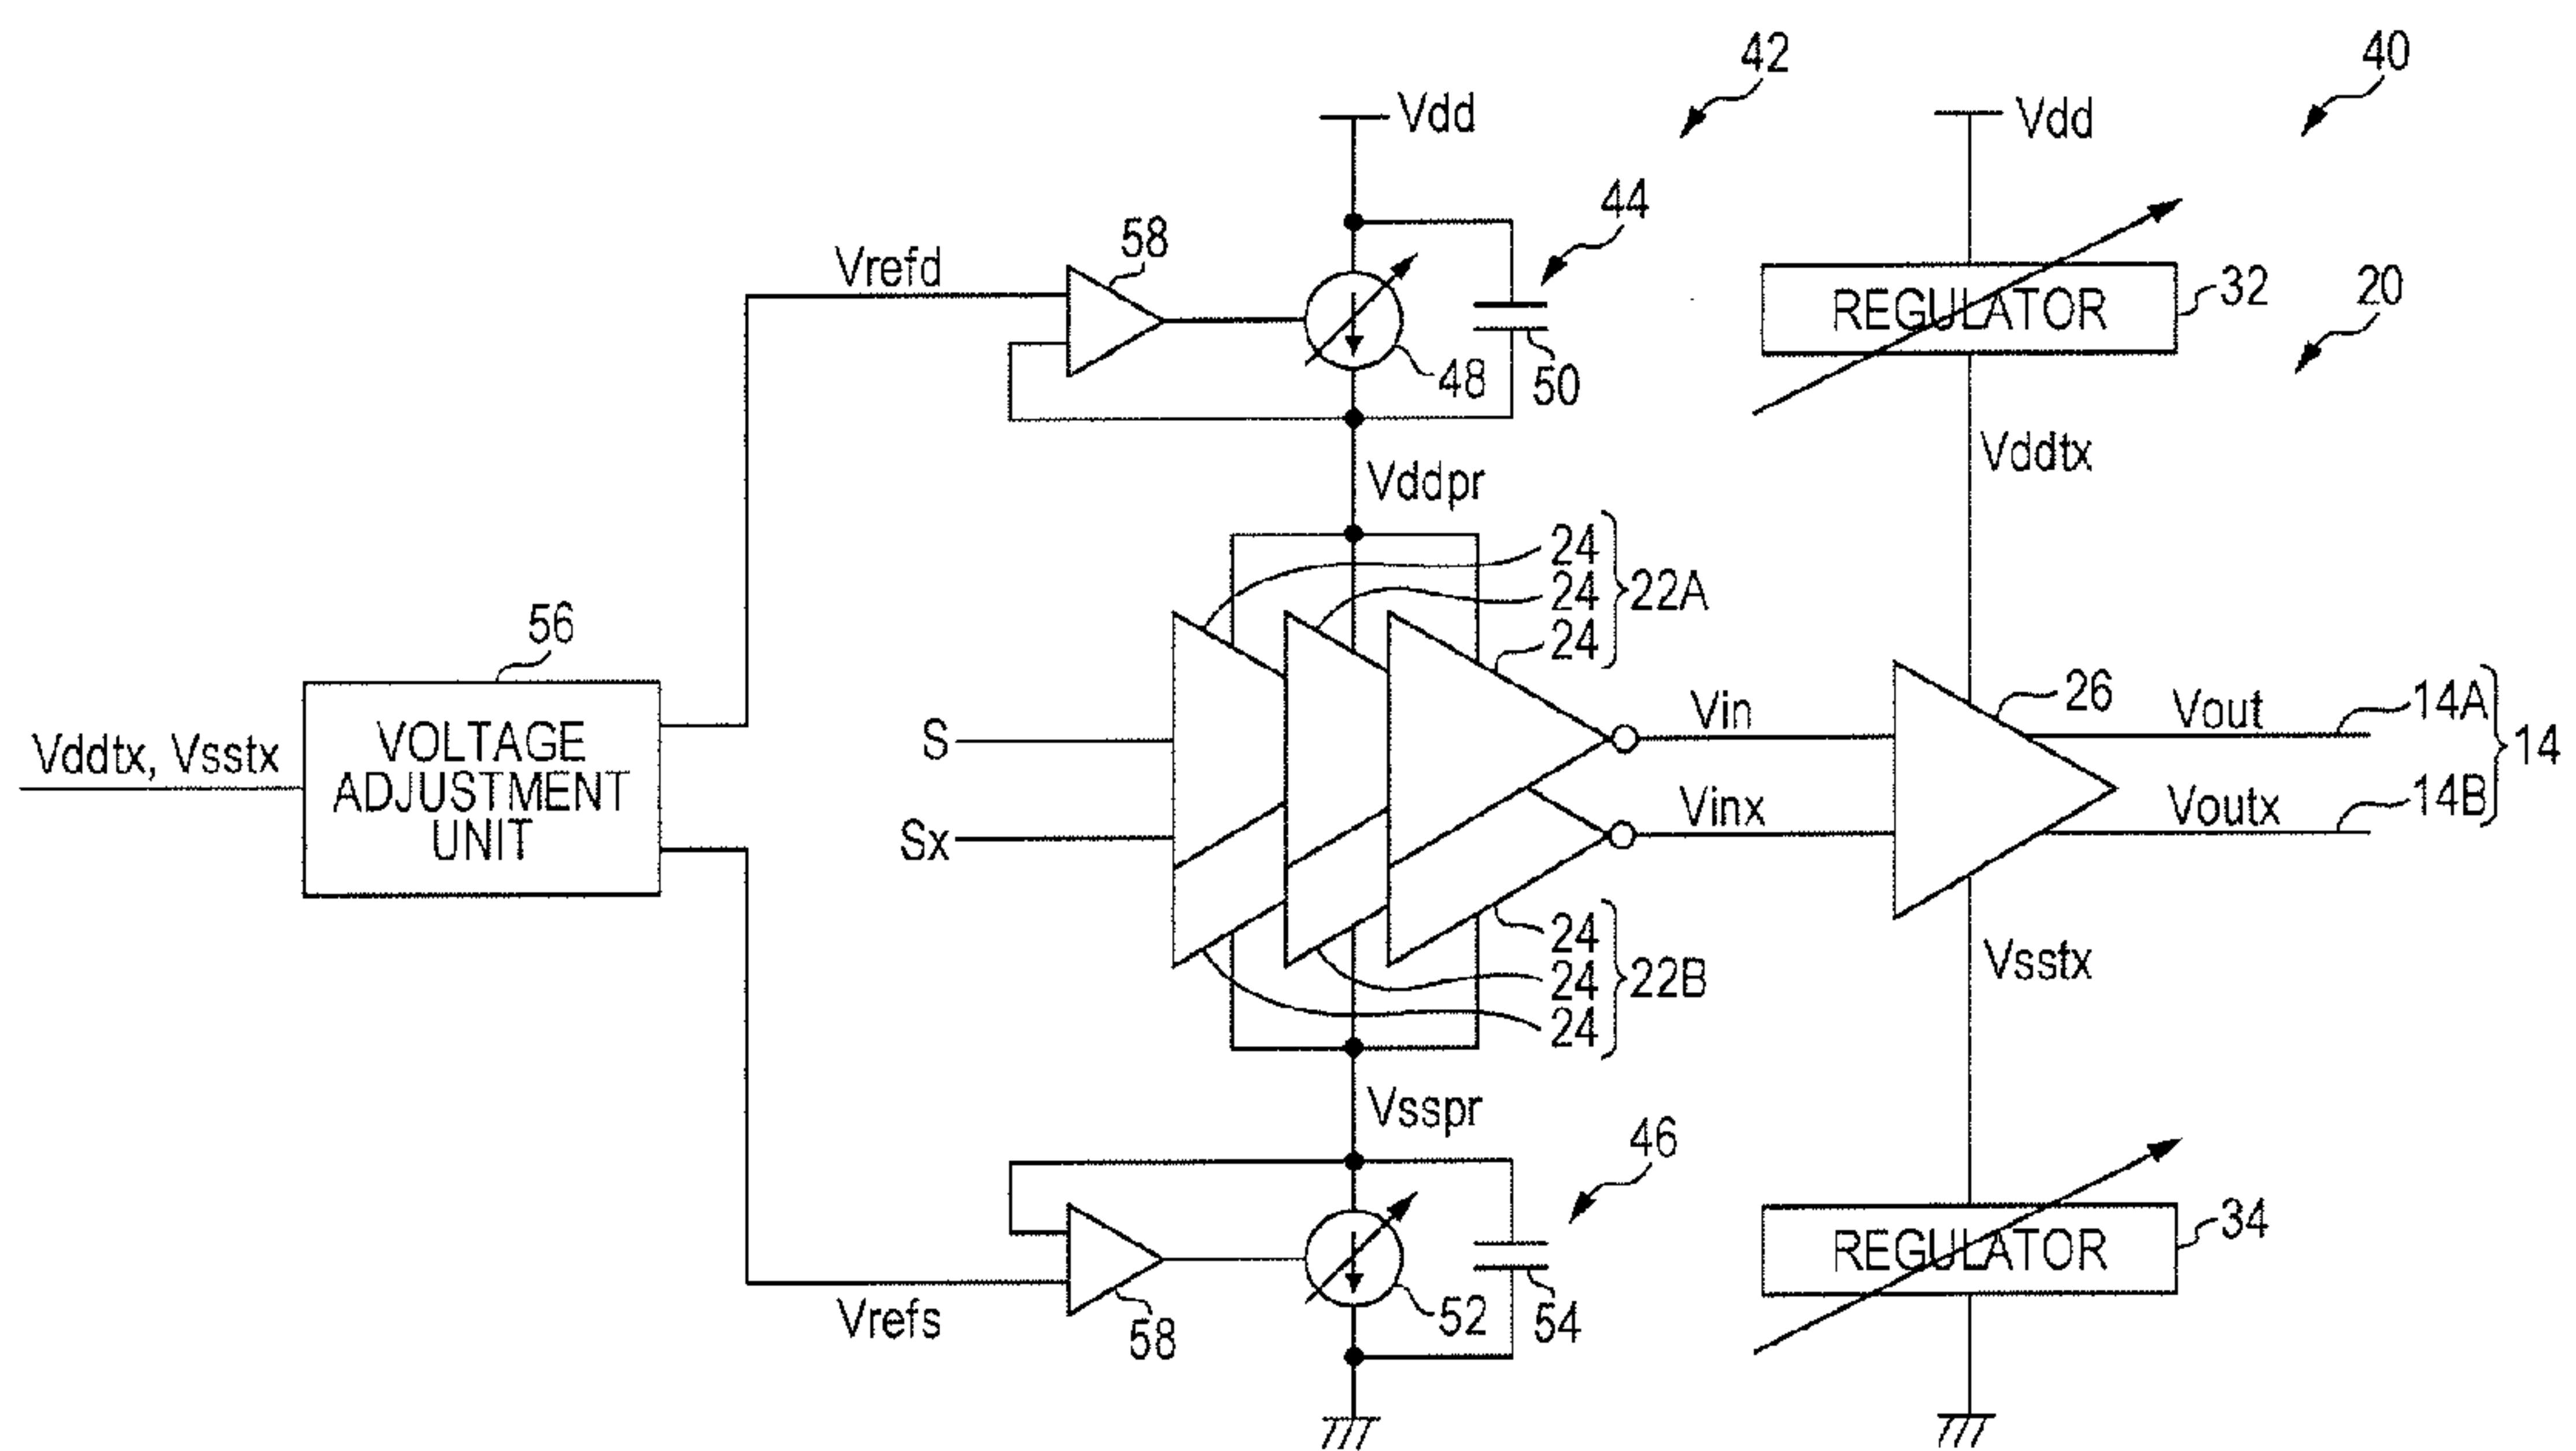 42
40
Vdd
Vdd
44
58
Vrefd
REGULATOR
32
20
48
50
Vddtx
Vddpr
24
24
24
22A
56
VOLTAGE
ADJUSTMENT
UNIT
Vddtx, Vsstx
S
Sx
Vin
Vinx
26
Vout
Voutx
14A
14B
14
24
24
24
22B
Vsstx
Vsspr
46
REGULATOR
34
Vrefs
58
52
54